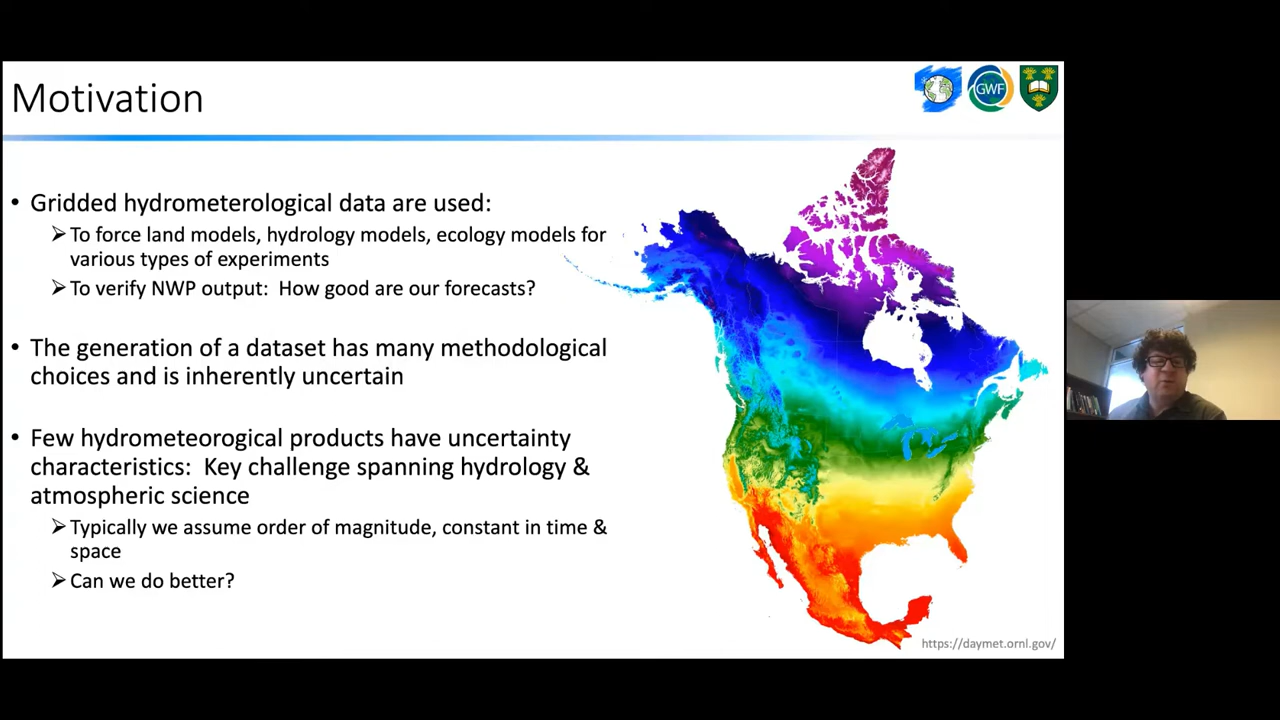 Motivation
GWF
• Gridded hydrometerological data are used:
➢To force land models, hydrology models, ecology models for
various types of experiments
➢To verify NWP output: How good are our forecasts?
• The generation of a dataset has many methodological
choices and is inherently uncertain
• Few hydrometeorogical products have uncertainty
characteristics: Key challenge spanning hydrology &
atmospheric science
➢Typically we assume order of magnitude, constant in time &
space
➢Can we do better?
https://daymet.ornl.gov/